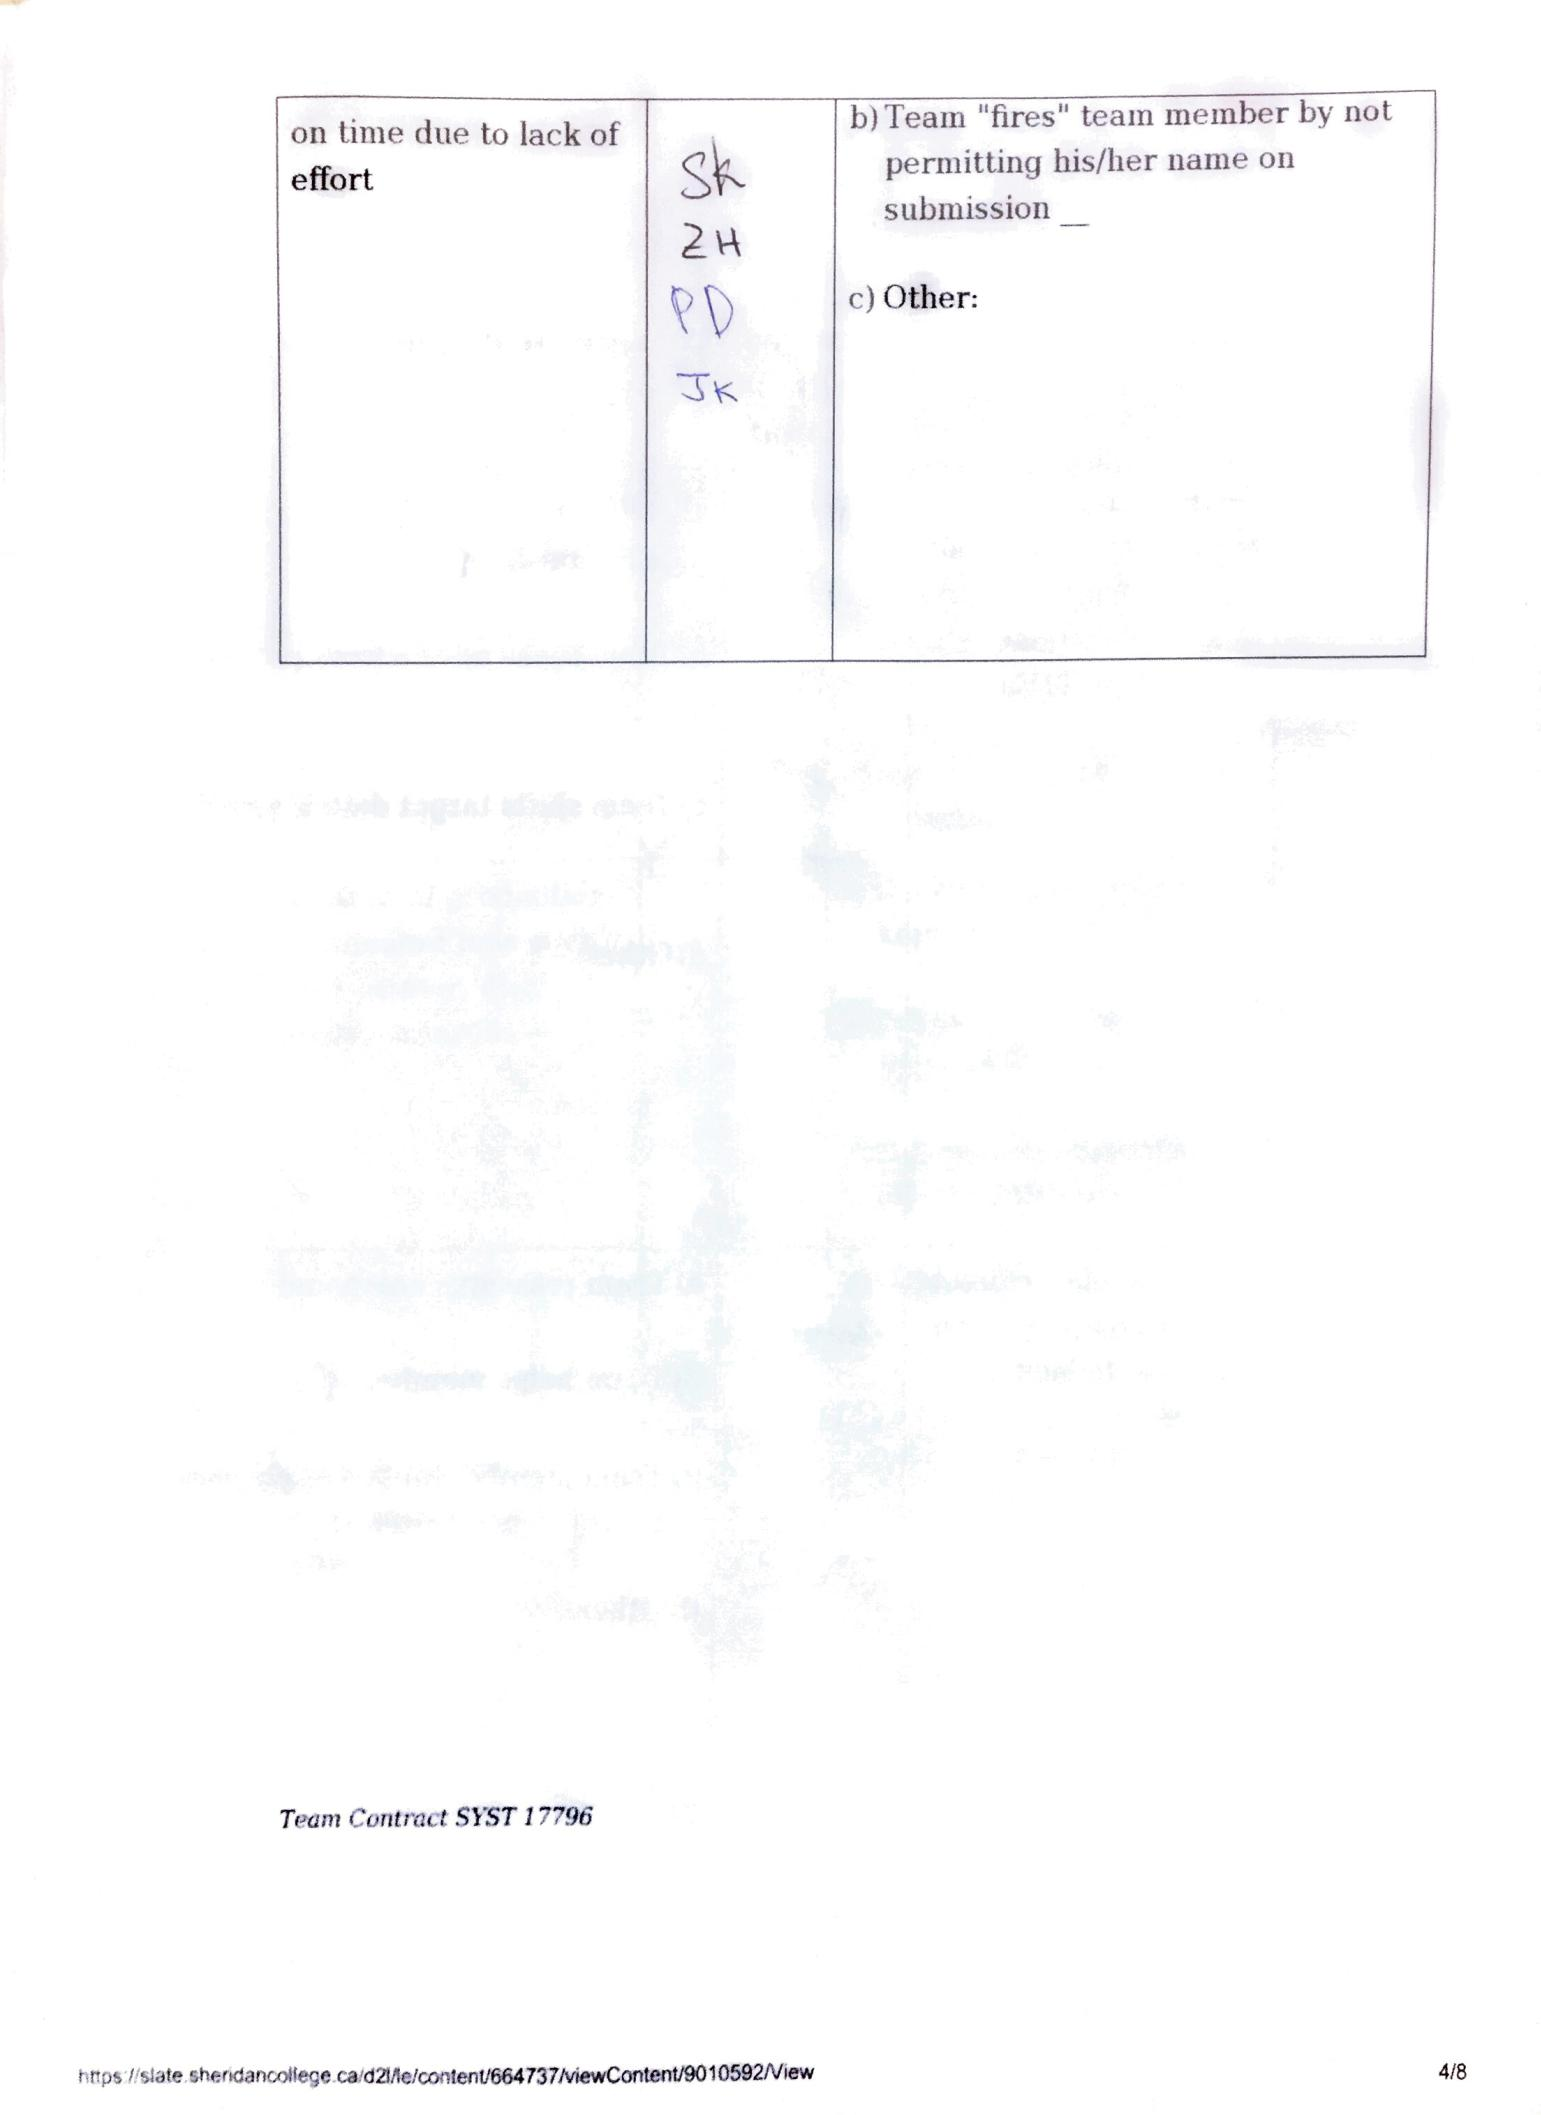 on time due to lack of
effort
SK
ZH
PD
JK
b) Team "fires" team member by not
permitting his/her name on
submission __
c) Other:
Team Contract SYST 17796
https://slate.sheridancollege.ca/d2l/le/content/664737/viewContent/9010592/View
4/8